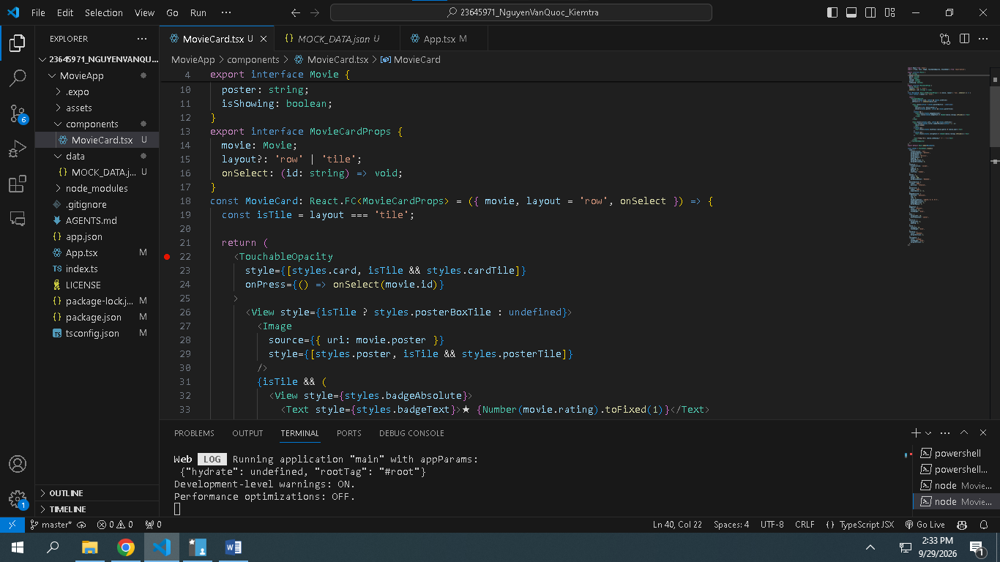 File Edit Selection View Go Run ··· 23645971_NguyenVanQuoc_Kiemtra
EXPLORER ···
23645971_NGUYENVANQU...
MovieApp
.expo
assets
components
MovieCard.tsx U
data
MOCK_DATA.j... U
node_modules
.gitignore
AGENTS.md
app.json
App.tsx M
index.ts
LICENSE
package-lock.j... M
package.json M
tsconfig.json M
OUTLINE
TIMELINE
6
1
MovieCard.tsx U MOCK_DATA.json U App.tsx M
MovieApp > components > MovieCard.tsx > MovieCard
4 export interface Movie {
10 poster: string;
11 isShowing: boolean;
12 }
13 export interface MovieCardProps {
14 movie: Movie;
15 layout?: 'row' | 'tile';
16 onSelect: (id: string) => void;
17 }
18 const MovieCard: React.FC<MovieCardProps> = ({ movie, layout = 'row', onSelect }) => {
19 const isTile = layout === 'tile';
20
21 return (
22 <TouchableOpacity
23 style={[styles.card, isTile && styles.cardTile]}
24 onPress={() => onSelect(movie.id)}
25 >
26 <View style={isTile ? styles.posterBoxTile : undefined}>
27 <Image
28 source={{ uri: movie.poster }}
29 style={[styles.poster, isTile && styles.posterTile]}
30 />
31 {isTile && (
32 <View style={styles.badgeAbsolute}>
33 <Text style={styles.badgeText}>★ {Number(movie.rating).toFixed(1)}</Text>
PROBLEMS OUTPUT TERMINAL PORTS DEBUG CONSOLE
Web LOG Running application "main" with appParams:
{"hydrate": undefined, "rootTag": "#root"}
Development-level warnings: ON.
Performance optimizations: OFF.
powershell
powershell...
node Movie...
node Movie...
master* 0 0 0 Ln 40, Col 22 Spaces: 4 UTF-8 CRLF {} TypeScript JSX Go Live
2:33 PM
9/29/2026
1